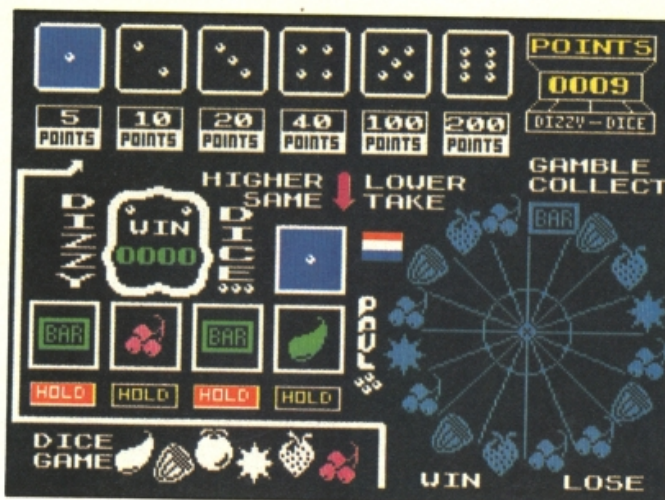 POINTS
0009
DIZZY-DICE
5 10 20 40 100 200
POINTS POINTS POINTS POINTS POINTS POINTS
GAMBLE
COLLECT
HIGHER LOWER
SAME TAKE
DIZZY
DICE...
WIN
0000
PAUL
BAR
BAR BAR
HOLD HOLD HOLD HOLD
DICE
GAME
WIN LOSE